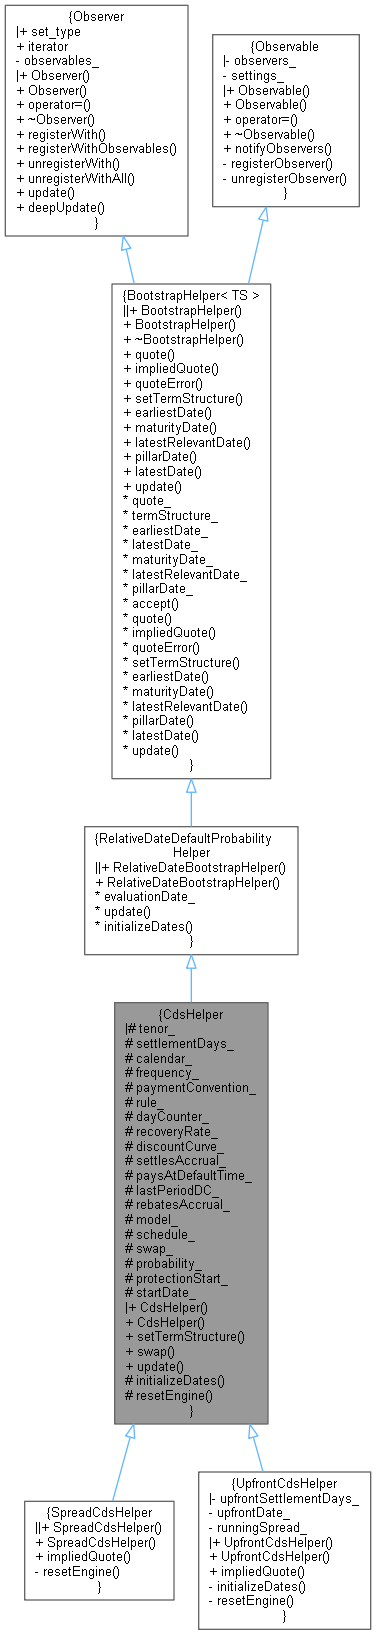 {Observer
|+ set_type
+ iterator
- observables_
|+ Observer()
+ Observer()
+ operator=()
+ ~Observer()
+ registerWith()
+ registerWithObservables()
+ unregisterWith()
+ unregisterWithAll()
+ update()
+ deepUpdate()
}
{Observable
|- observers_
- settings_
|+ Observable()
+ Observable()
+ operator=()
+ ~Observable()
+ notifyObservers()
- registerObserver()
- unregisterObserver()
}
{BootstrapHelper< TS >
||+ BootstrapHelper()
+ BootstrapHelper()
+ ~BootstrapHelper()
+ quote()
+ impliedQuote()
+ quoteError()
+ setTermStructure()
+ earliestDate()
+ maturityDate()
+ latestRelevantDate()
+ pillarDate()
+ latestDate()
+ update()
* quote_
* termStructure_
* earliestDate_
* latestDate_
* maturityDate_
* latestRelevantDate_
* pillarDate_
* accept()
* quote()
* impliedQuote()
* quoteError()
* setTermStructure()
* earliestDate()
* maturityDate()
* latestRelevantDate()
* pillarDate()
* latestDate()
* update()
}
{RelativeDateDefaultProbability
Helper
||+ RelativeDateBootstrapHelper()
+ RelativeDateBootstrapHelper()
* evaluationDate_
* update()
* initializeDates()
}
{CdsHelper
|# tenor_
# settlementDays_
# calendar_
# frequency_
# paymentConvention_
# rule_
# dayCounter_
# recoveryRate_
# discountCurve_
# settlesAccrual_
# paysAtDefaultTime_
# lastPeriodDC_
# rebatesAccrual_
# model_
# schedule_
# swap_
# probability_
# protectionStart_
# startDate_
|+ CdsHelper()
+ CdsHelper()
+ setTermStructure()
+ swap()
+ update()
# initializeDates()
# resetEngine()
}
{SpreadCdsHelper
||+ SpreadCdsHelper()
+ SpreadCdsHelper()
+ impliedQuote()
- resetEngine()
}
{UpfrontCdsHelper
|- upfrontSettlementDays_
- upfrontDate_
- runningSpread_
|+ UpfrontCdsHelper()
+ UpfrontCdsHelper()
+ impliedQuote()
- initializeDates()
- resetEngine()
}